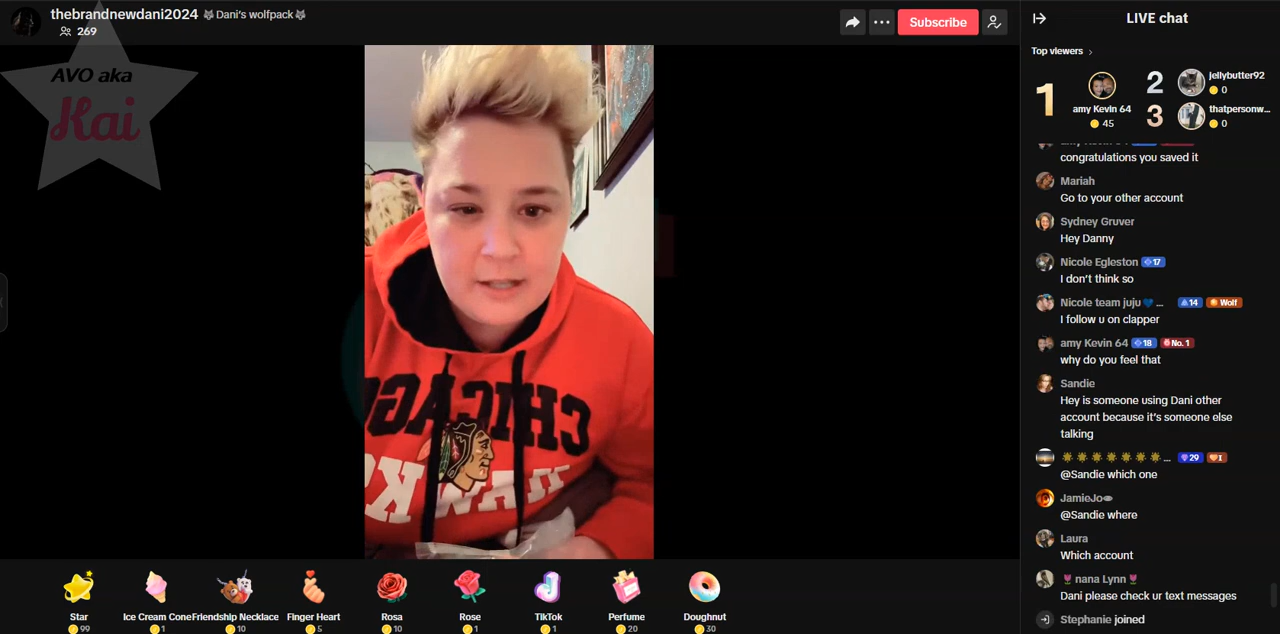 thebrandnewdani2024 🐺Dani's wolfpack🐺
269
Subscribe
LIVE chat
AVO aka
Kai
CHICAGO
Top viewers
1
amy Kevin 64
45
2
jellybutter92
0
3
thatpersonw...
0
congratulations you saved it
Mariah
Go to your other account
Sydney Gruver
Hey Danny
Nicole Egleston 17
I don't think so
Nicole team juju💙 ... 14 Wolf
I follow u on clapper
amy Kevin 64 18 No. 1
why do you feel that
Sandie
Hey is someone using Dani other
account because it's someone else
talking
... 29 I
@Sandie which one
JamieJo
@Sandie where
Laura
Which account
🌷nana Lynn🌷
Dani please check ur text messages
Stephanie joined
Star
99
Ice Cream Cone
1
Friendship Necklace
10
Finger Heart
5
Rosa
10
Rose
1
TikTok
1
Perfume
20
Doughnut
30